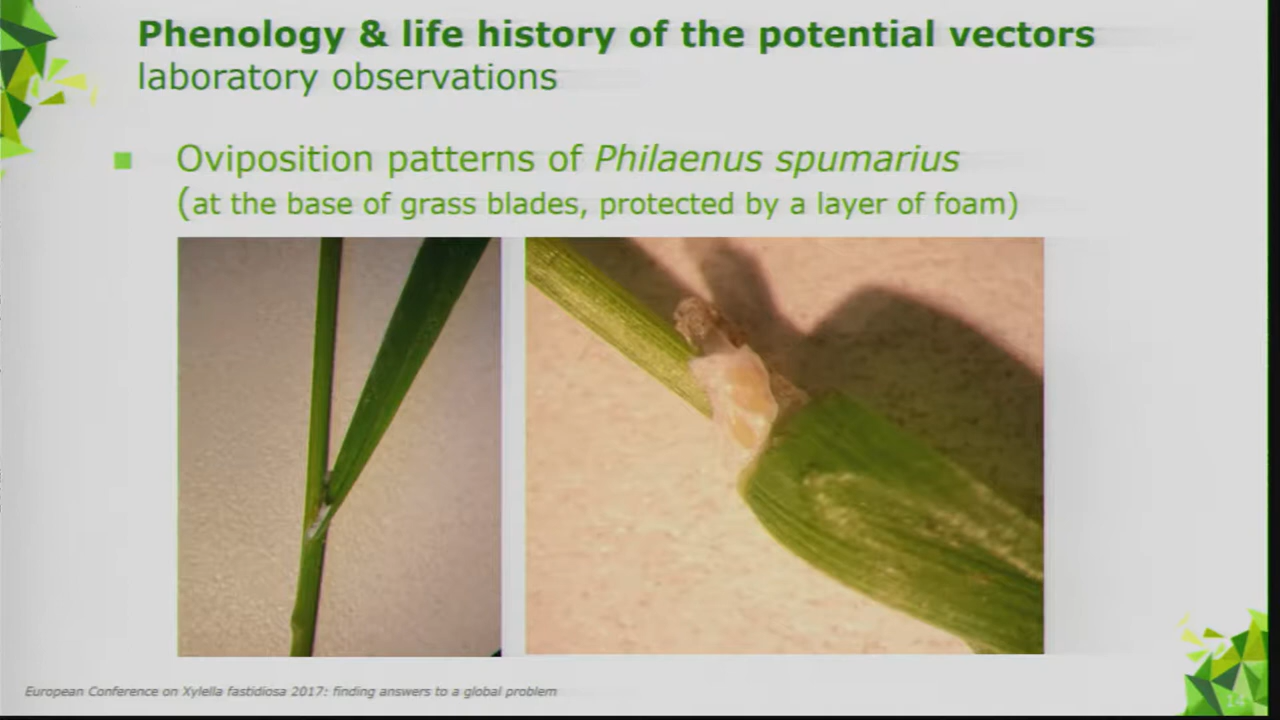 Phenology & life history of the potential vectors
laboratory observations
Oviposition patterns of Philaenus spumarius
(at the base of grass blades, protected by a layer of foam)
European Conference on Xylella fastidiosa 2017: finding answers to a global problem
14